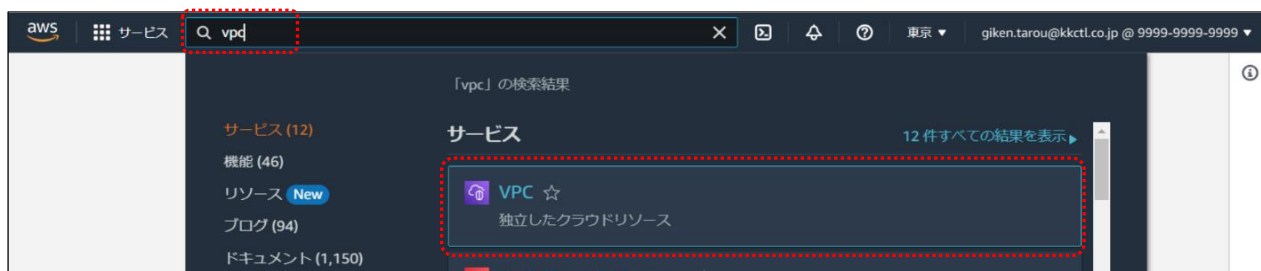 aws サービス vpc 東京 ▼ giken.tarou@kkctl.co.jp @ 9999-9999-9999 ▼
「vpc」の検索結果
サービス (12)
サービス 12 件すべての結果を表示 ▶
機能 (46)
リソース New
VPC ☆
独立したクラウドリソース
ブログ (94)
ドキュメント (1,150)